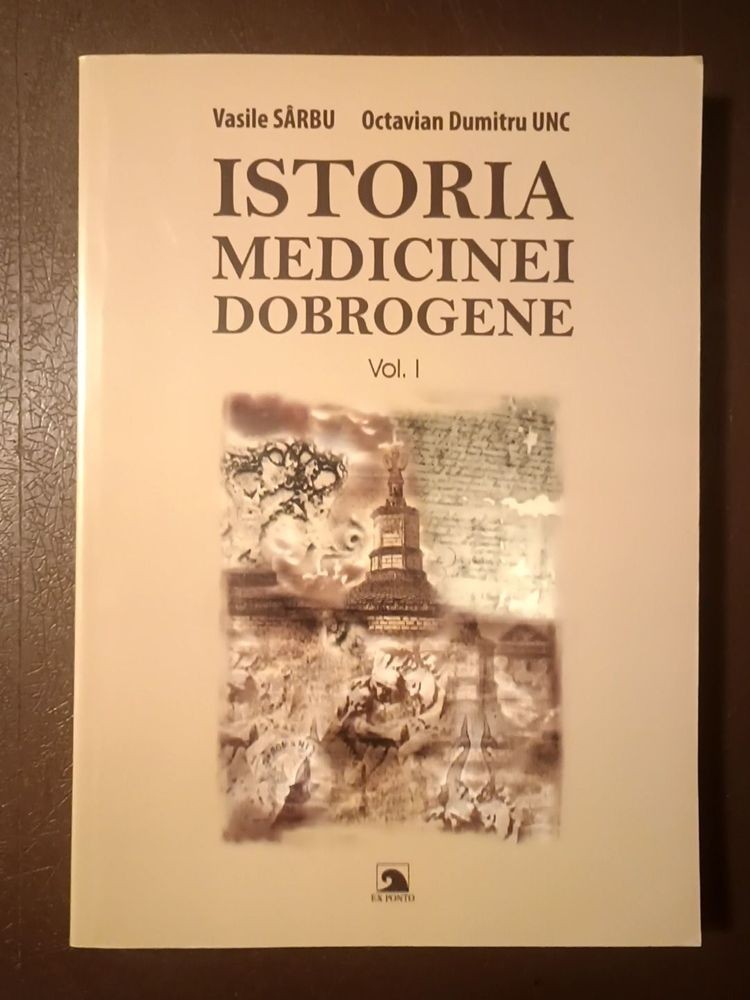 Vasile SÂRBU Octavian Dumitru UNC
ISTORIA
MEDICINEI
DOBROGENE
Vol. I
EX PONTO